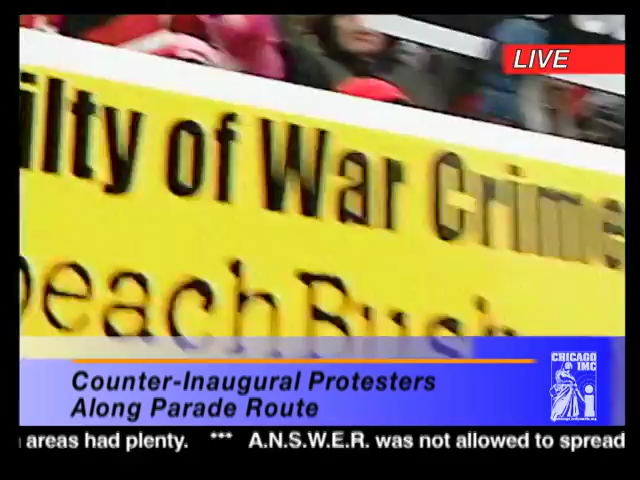 LIVE
ilty of War Crime
peachBush
CHICAGO
IMC
Counter-Inaugural Protesters
Along Parade Route
areas had plenty. *** A.N.S.W.E.R. was not allowed to spread